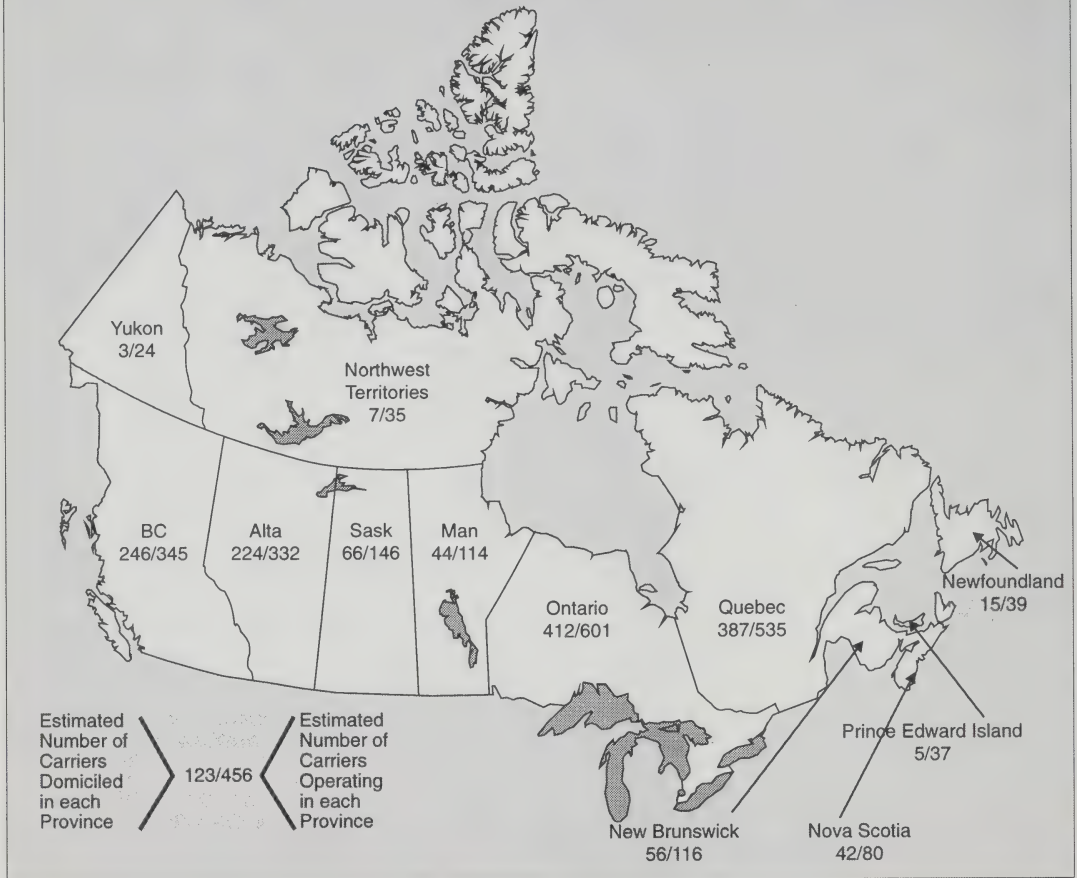 Yukon
3/24
Northwest
Territories
7/35
BC
246/345
Alta
224/332
Sask
66/146
Man
44/114
Ontario
412/601
Quebec
387/535
Newfoundland
15/39
Prince Edward Island
5/37
New Brunswick
56/116
Nova Scotia
42/80
Estimated
Number of
Carriers
Domiciled
in each
Province
123/456
Estimated
Number of
Carriers
Operating
in each
Province